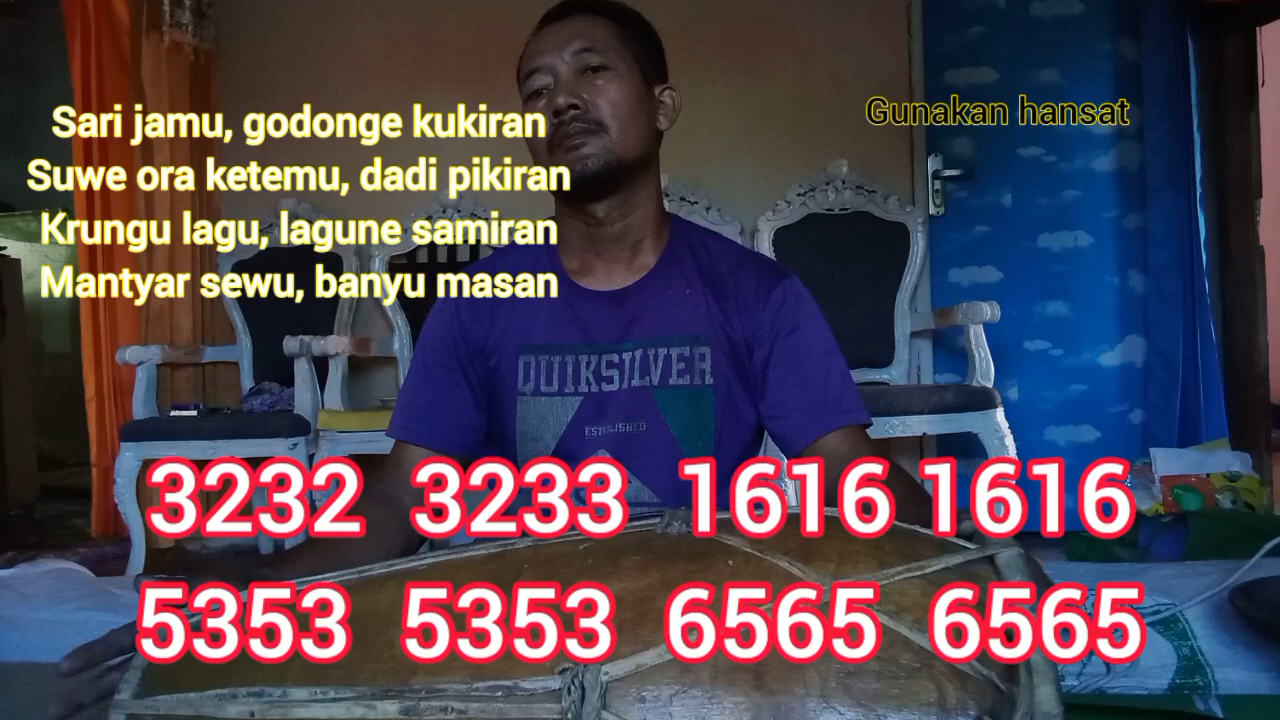 Sari jamu, godonge kukiran
Suwe ora ketemu, dadi pikiran
Krungu lagu, lagune samiran
Mantyar sewu, banyu masan
Gunakan hansat
QUIKSILVER
ESTABLISHED
3232 3233 1616 1616
5353 5353 6565 6565